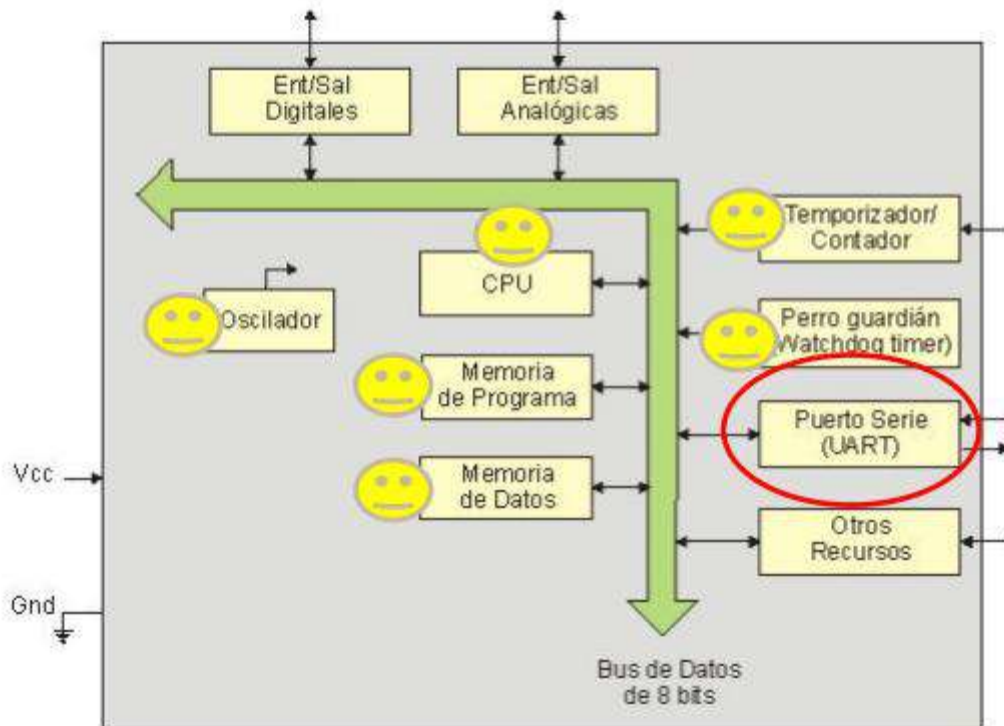 Ent/Sal
Digitales
Ent/Sal
Analógicas
Temporizador/
Contador
CPU
Oscilador
Perro guardián
(Watchdog timer)
Memoria
de Programa
Puerto Serie
(UART)
Vcc
Memoria
de Datos
Otros
Recursos
Gnd
Bus de Datos
de 8 bits